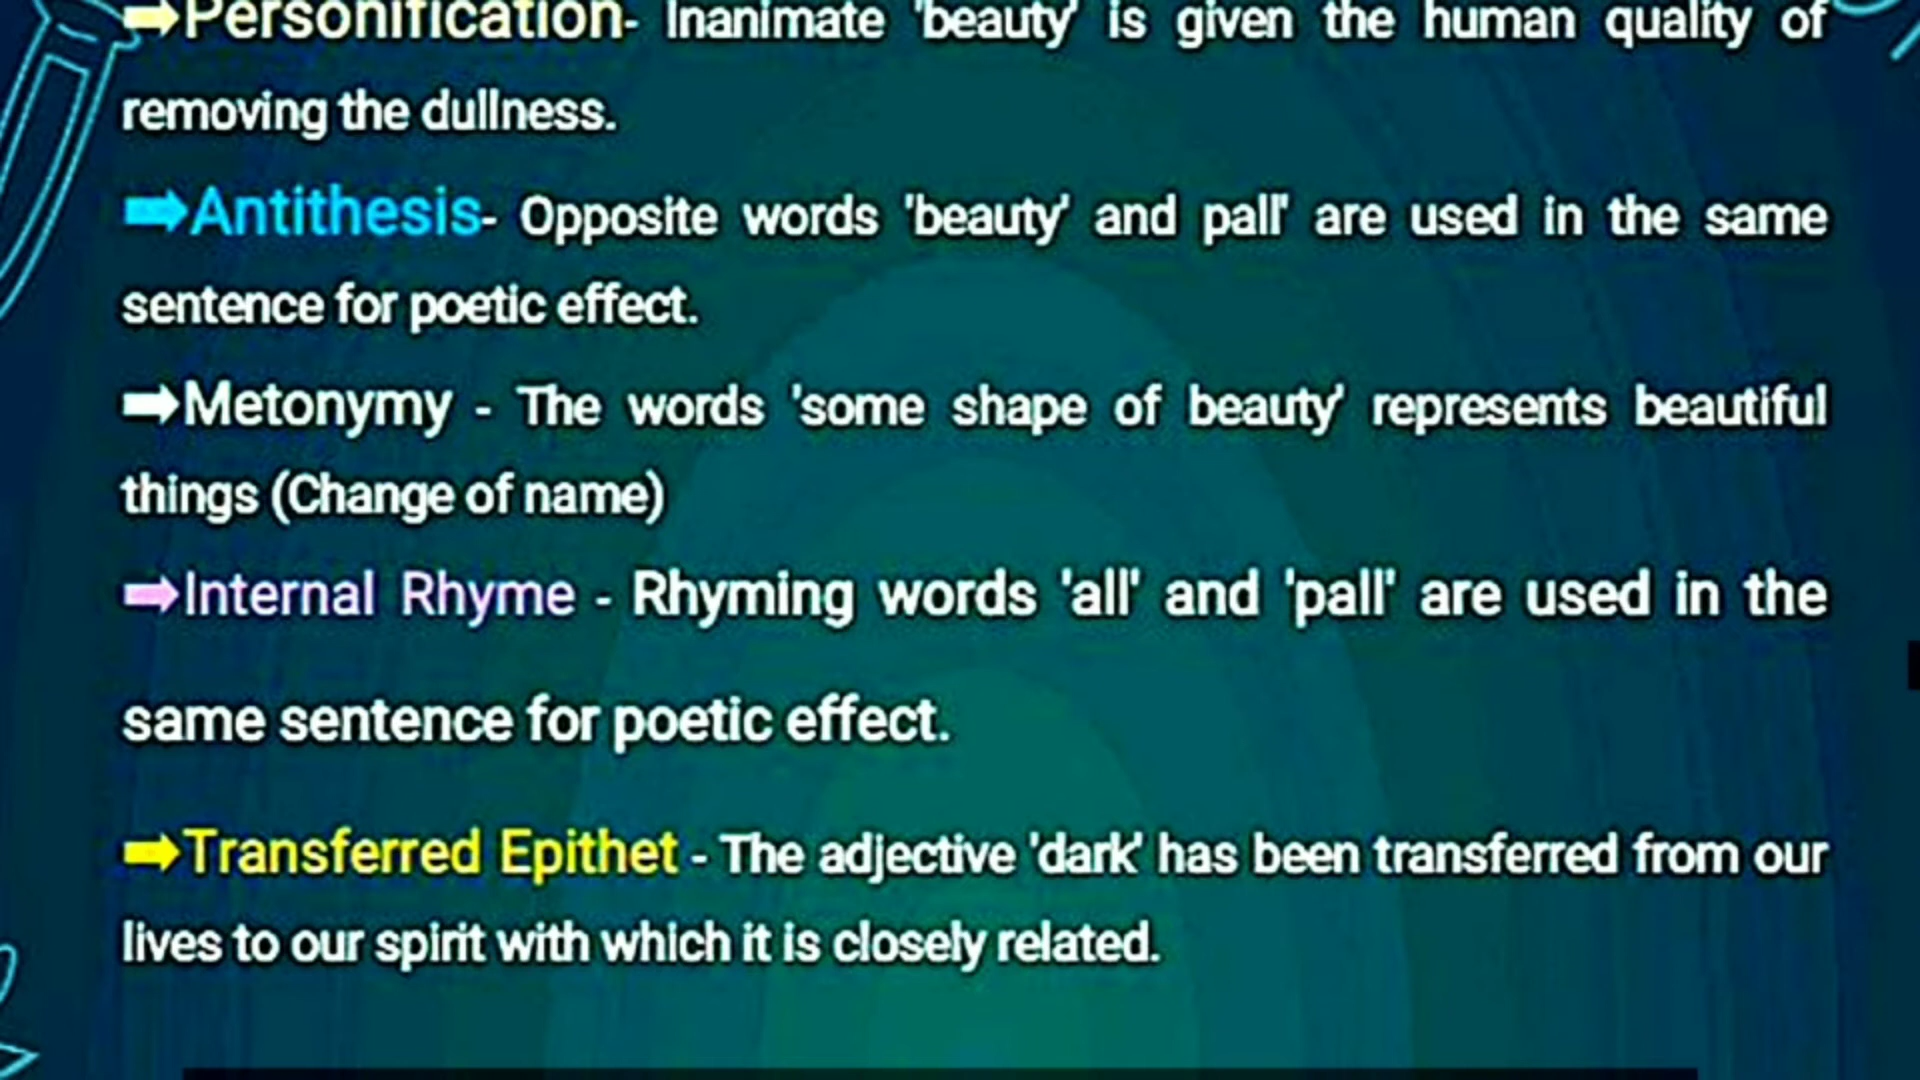 ➡Personification- Inanimate 'beauty' is given the human quality of
removing the dullness.
➡Antithesis- Opposite words 'beauty' and pall' are used in the same
sentence for poetic effect.
➡Metonymy - The words 'some shape of beauty' represents beautiful
things (Change of name)
➡Internal Rhyme - Rhyming words 'all' and 'pall' are used in the
same sentence for poetic effect.
➡Transferred Epithet - The adjective 'dark' has been transferred from our
lives to our spirit with which it is closely related.